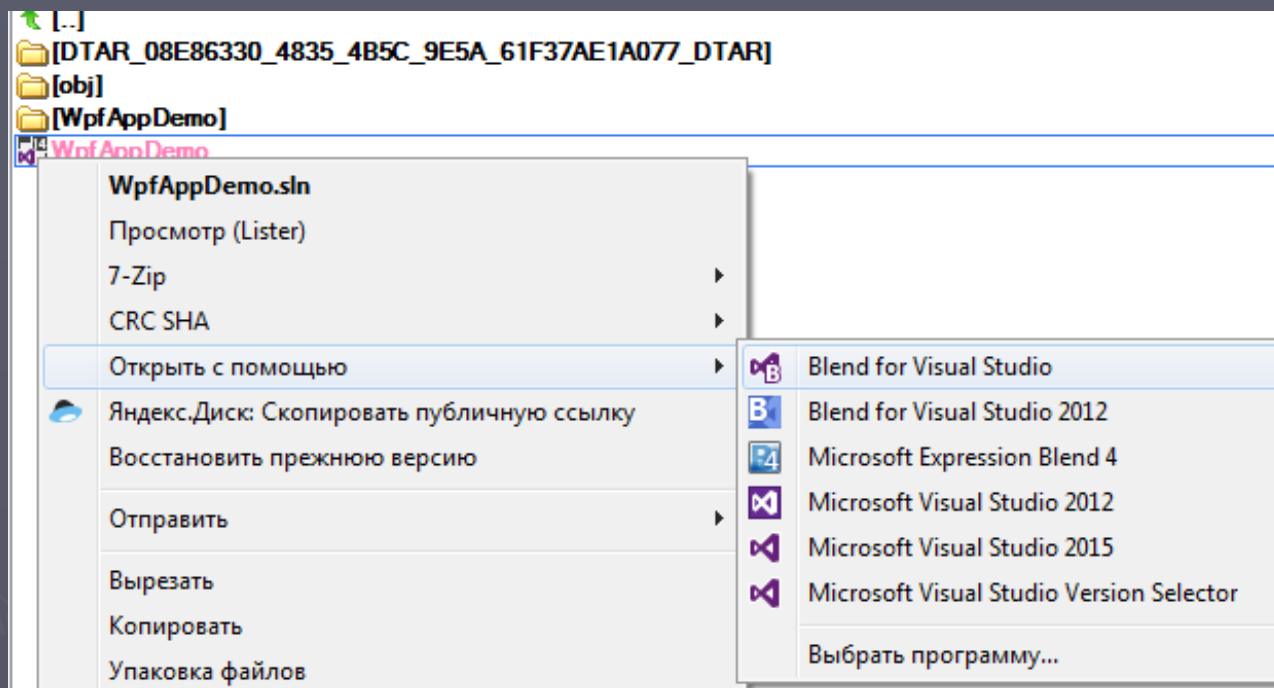 [..]
[DTAR_08E86330_4835_4B5C_9E5A_61F37AE1A077_DTAR]
[obj]
[WpfAppDemo]
WpfAppDemo
WpfAppDemo.sln
Просмотр (Lister)
7-Zip
CRC SHA
Открыть с помощью
Яндекс.Диск: Скопировать публичную ссылку
Восстановить прежнюю версию
Отправить
Вырезать
Копировать
Упаковка файлов
Blend for Visual Studio
Blend for Visual Studio 2012
Microsoft Expression Blend 4
Microsoft Visual Studio 2012
Microsoft Visual Studio 2015
Microsoft Visual Studio Version Selector
Выбрать программу...